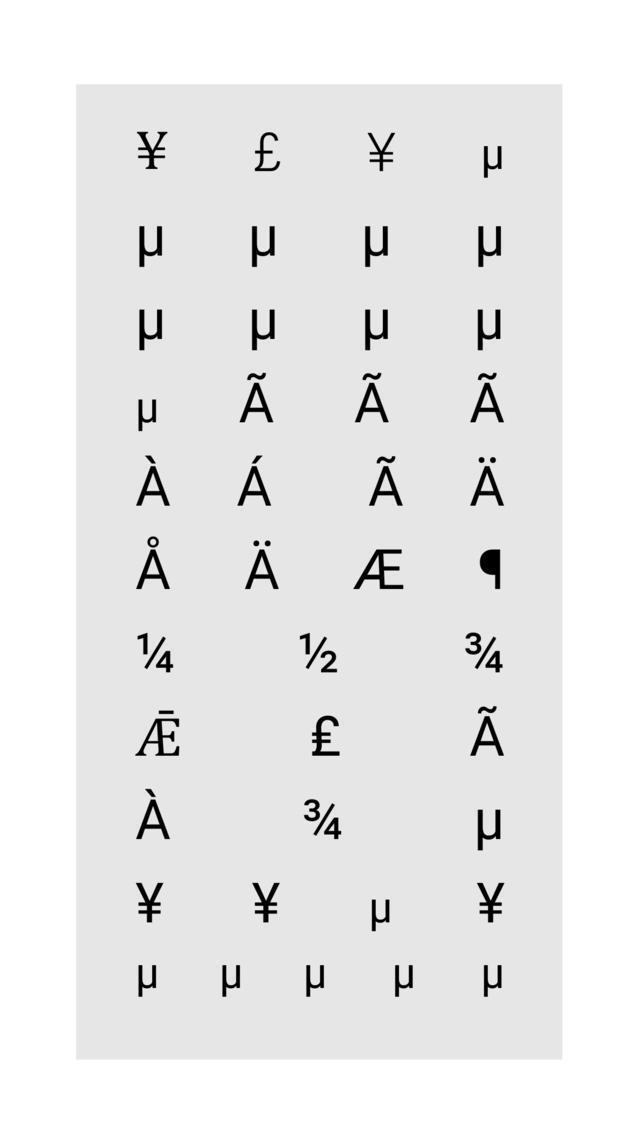 ¥ £ ¥ µ
µ µ µ µ
µ µ µ µ
µ Ã Ã Ã
À Á Ã Ä
Å Ä Æ ¶
¼ ½ ¾
Ǣ ₤ Ã
À ¾ µ
¥ ¥ µ ¥
µ µ µ µ µ